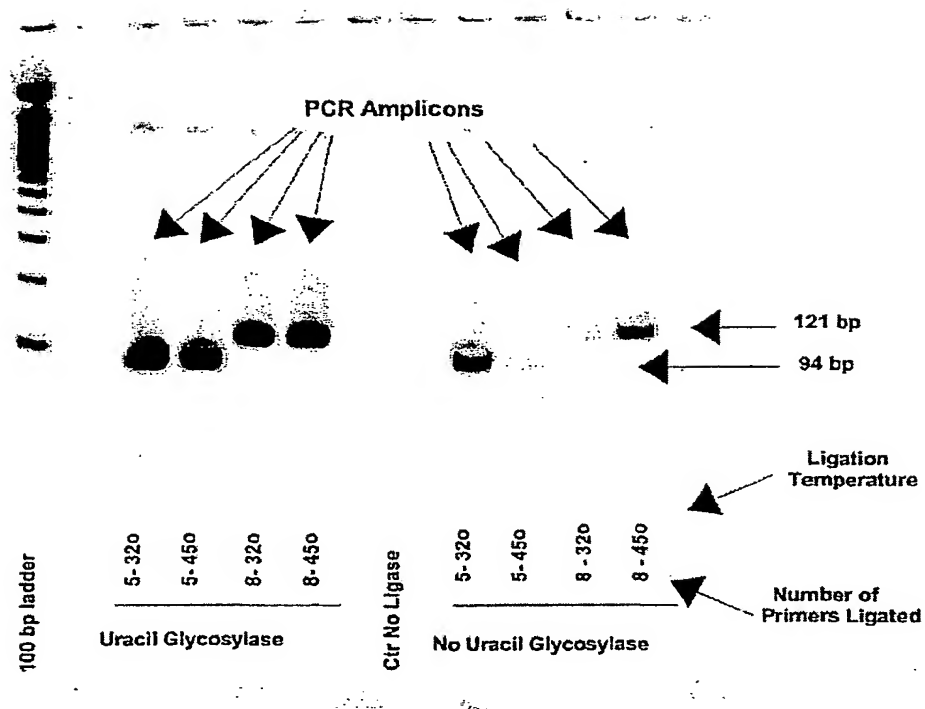 PCR Amplicons
121 bp
94 bp
Ligation
Temperature
100 bp ladder
5-32o
5-45o
8-32o
8-45o
Ctr No Ligase
5-32o
5-45o
8-32o
8-45o
Number of
Primers Ligated
Uracil Glycosylase
No Uracil Glycosylase